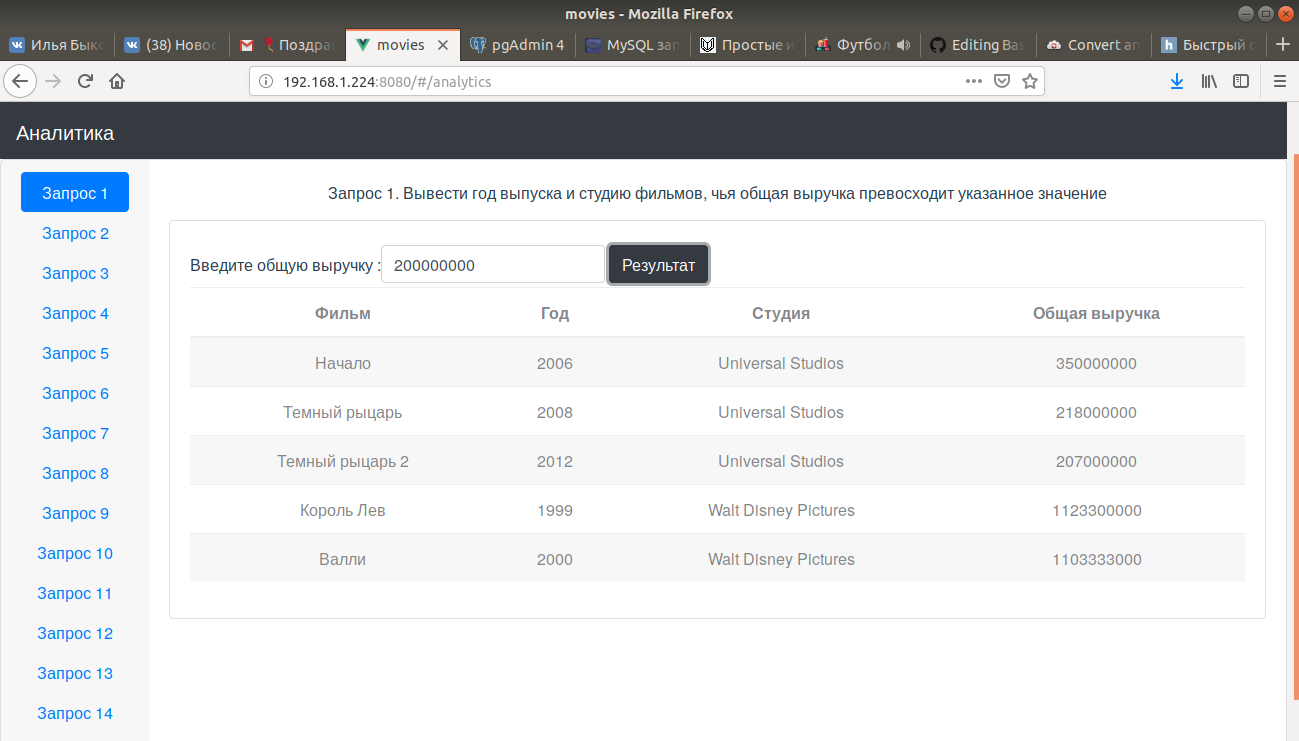 movies - Mozilla Firefox
Илья Быко
(38) Новос
Поздра
movies
pgAdmin 4
MySQL зап
Простые и
Футбол
Editing Bas
Convert an
Быстрый с
192.168.1.224:8080/#/analytics
Аналитика
Запрос 1
Запрос 2
Запрос 3
Запрос 4
Запрос 5
Запрос 6
Запрос 7
Запрос 8
Запрос 9
Запрос 10
Запрос 11
Запрос 12
Запрос 13
Запрос 14
Запрос 1. Вывести год выпуска и студию фильмов, чья общая выручка превосходит указанное значение
Введите общую выручку : 200000000 Результат
Фильм Год Студия Общая выручка
Начало 2006 Universal Studios 350000000
Темный рыцарь 2008 Universal Studios 218000000
Темный рыцарь 2 2012 Universal Studios 207000000
Король Лев 1999 Walt Disney Pictures 1123300000
Валли 2000 Walt Disney Pictures 1103333000